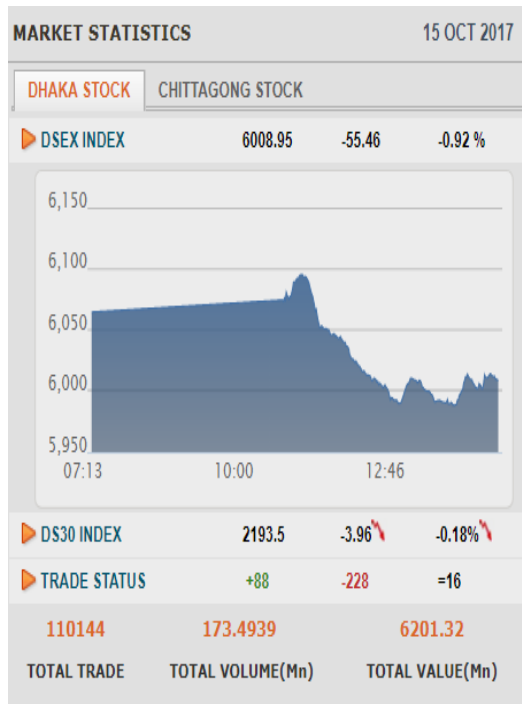 MARKET STATISTICS 15 OCT 2017
DHAKA STOCK CHITTAGONG STOCK
DSEX INDEX 6008.95 -55.46 -0.92 %
6,150
6,100
6,050
6,000
5,950
07:13 10:00 12:46
DS30 INDEX 2193.5 -3.96 -0.18%
TRADE STATUS +88 -228 =16
110144 173.4939 6201.32
TOTAL TRADE TOTAL VOLUME(Mn) TOTAL VALUE(Mn)